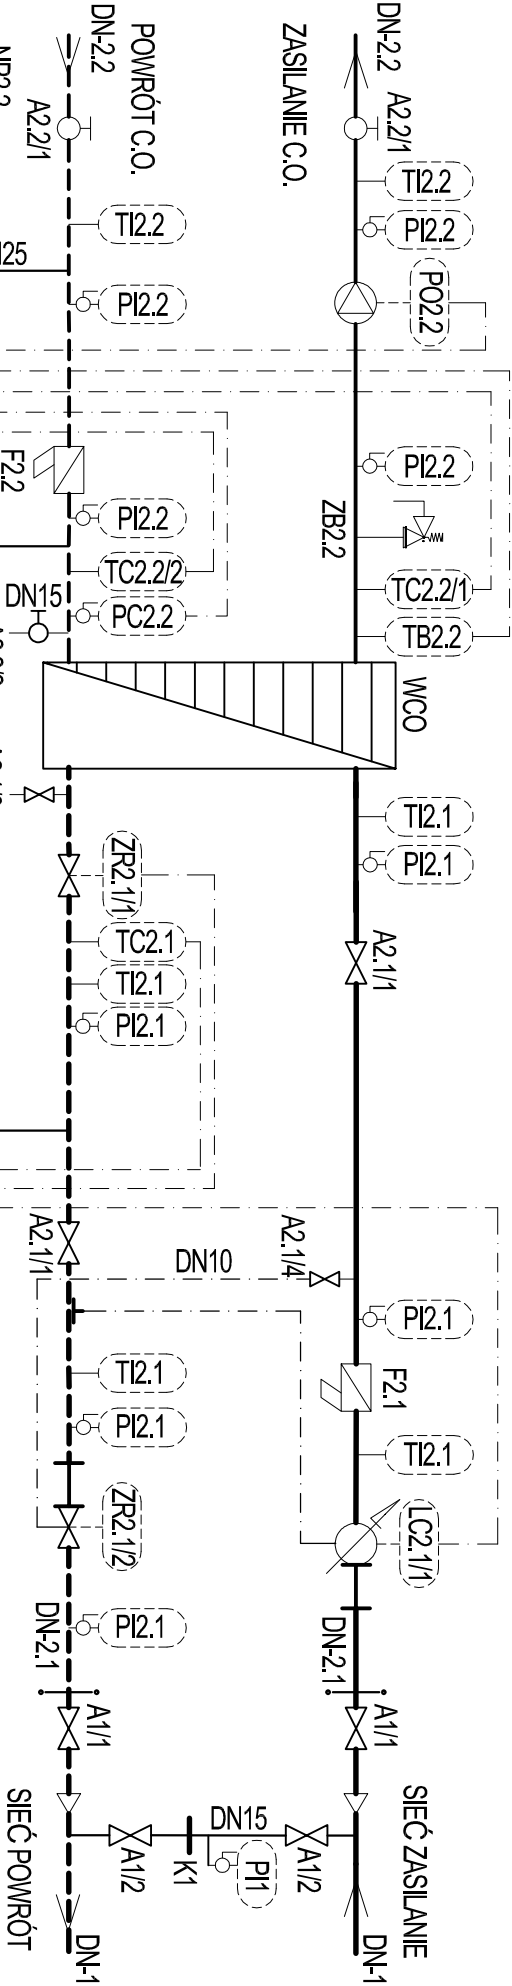 DN-2.2
A2.2/1
ZASILANIE C.O.
TI2.2
PI2.2
PO2.2
PI2.2
ZB2.2
TC2.2/1
TB2.2
WCO
TI2.1
PI2.1
A2.1/1
A2.1/4
DN10
PI2.1
F2.1
TI2.1
LC2.1/1
DN-2.1
A1/1
SIEĆ ZASILANIE
DN-1
DN-2.2
A2.2/1
POWRÓT C.O.
TI2.2
PI2.2
F2.2
PI2.2
TC2.2/2
PC2.2
DN15
ZR2.1/1
TC2.1
TI2.1
PI2.1
A2.1/1
TI2.1
PI2.1
ZR2.1/2
PI2.1
DN-2.1
A1/1
A1/2
DN15
PI1
K1
A1/2
SIEĆ POWRÓT
DN-1